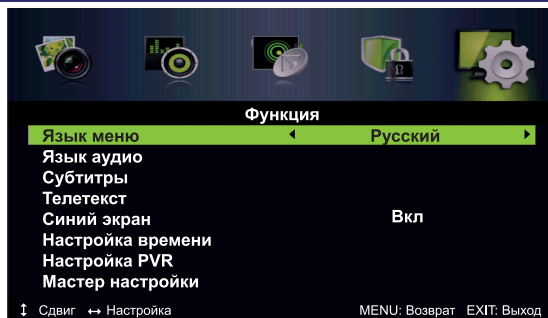 Функция
Язык меню Русский
Язык аудио
Субтитры
Телетекст
Синий экран Вкл
Настройка времени
Настройка PVR
Мастер настройки
Сдвиг Настройка MENU: Возврат EXIT: Выход